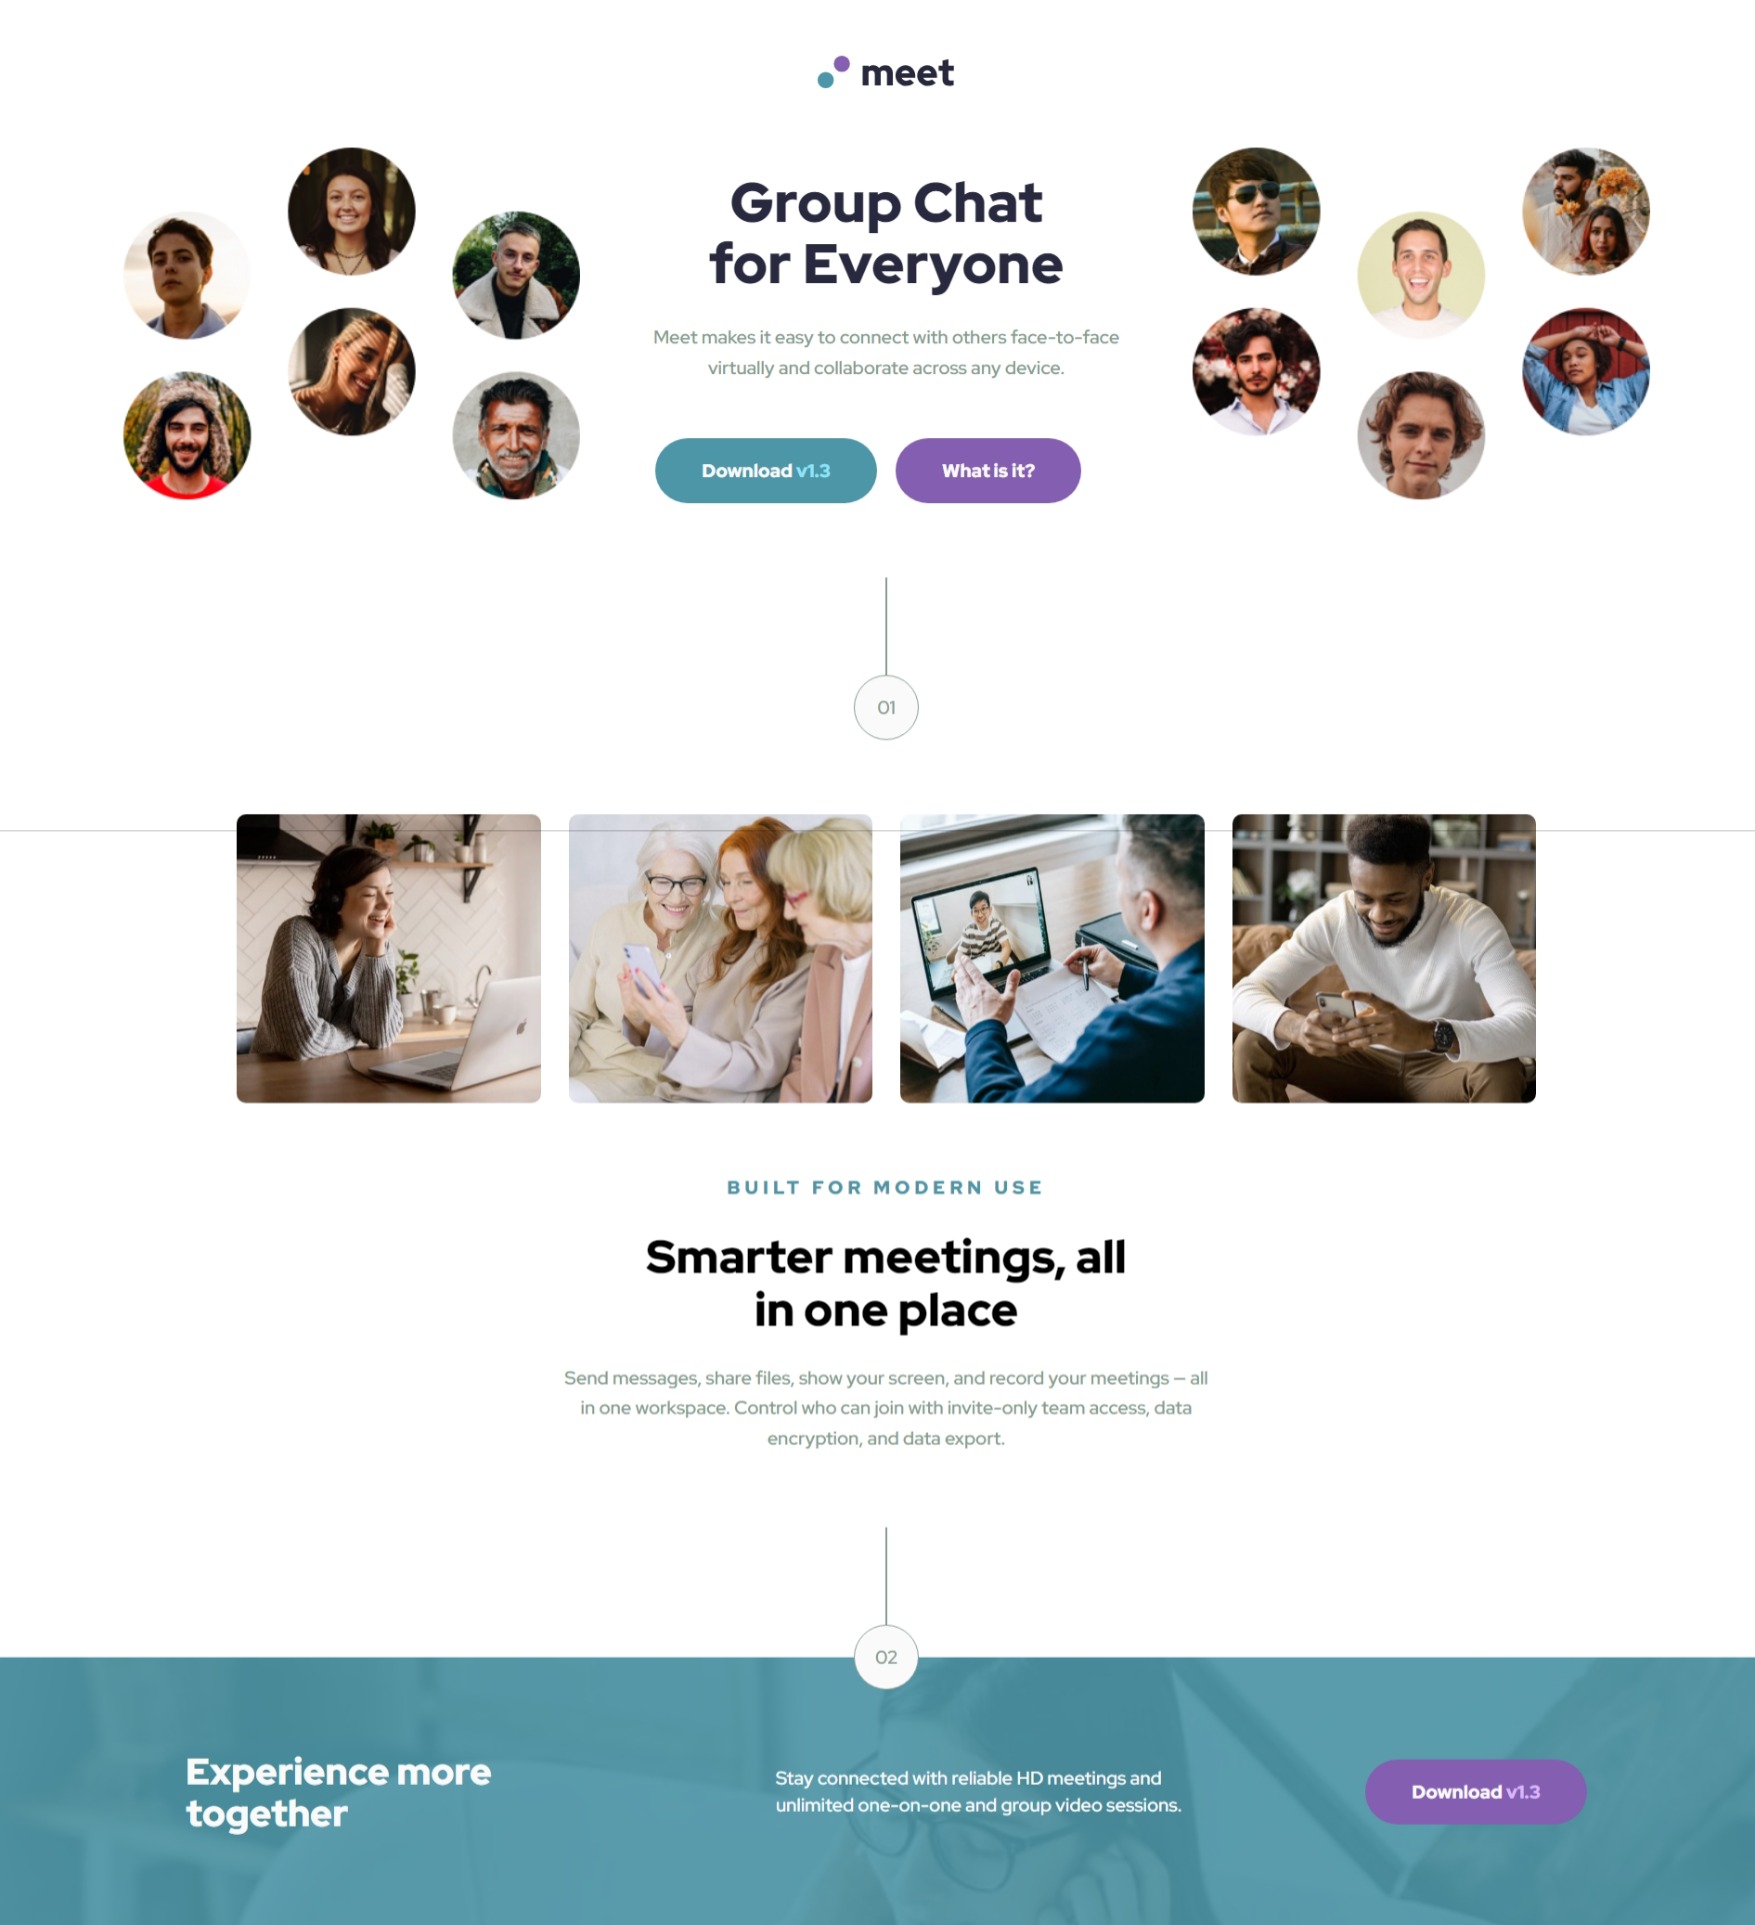 meet
Group Chat
for Everyone
Meet makes it easy to connect with others face-to-face
virtually and collaborate across any device.
Download v1.3
What is it?
01
BUILT FOR MODERN USE
Smarter meetings, all
in one place
Send messages, share files, show your screen, and record your meetings — all
in one workspace. Control who can join with invite-only team access, data
encryption, and data export.
02
Experience more
together
Stay connected with reliable HD meetings and
unlimited one-on-one and group video sessions.
Download v1.3